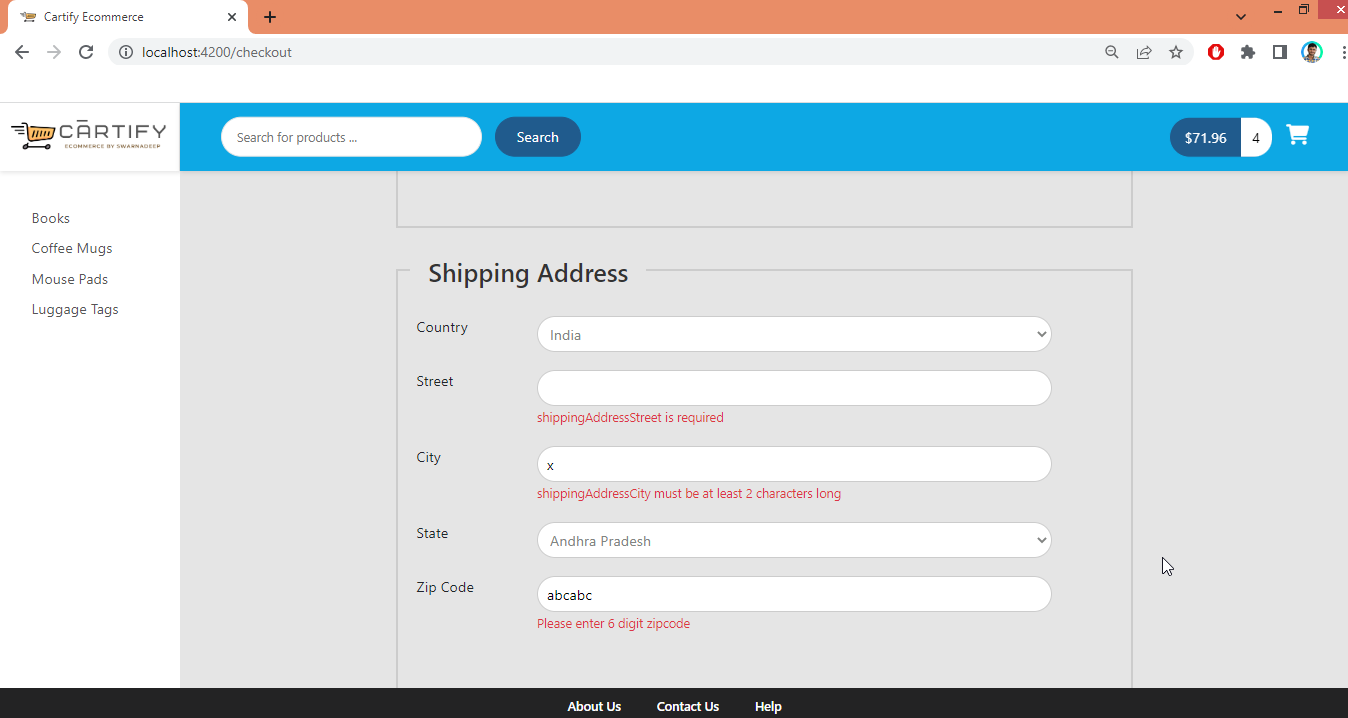 Cartify Ecommerce
localhost:4200/checkout
CARTIFY
ECOMMERCE BY SWARNADEEP
Search for products ...
Search
$71.96 4
Books
Coffee Mugs
Mouse Pads
Luggage Tags
Shipping Address
Country India
Street
shippingAddressStreet is required
City x
shippingAddressCity must be at least 2 characters long
State Andhra Pradesh
Zip Code abcabc
Please enter 6 digit zipcode
About Us Contact Us Help